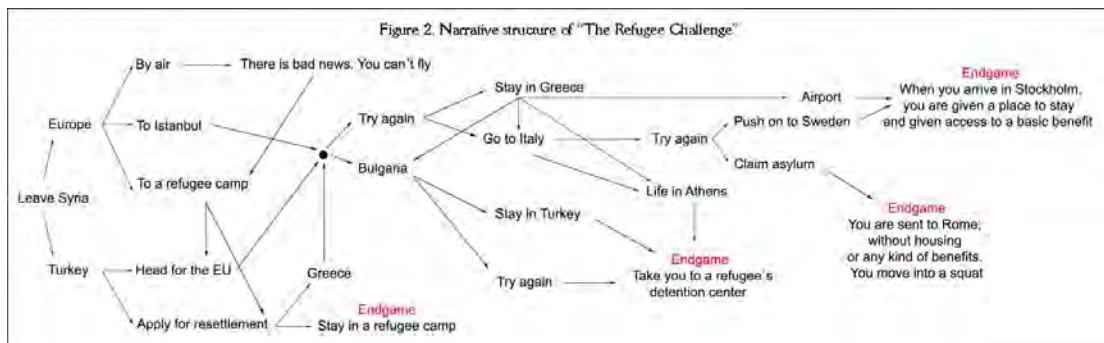 Figure 2. Narrative structure of "The Refugee Challenge"
By air
There is bad news. You can't fly
Europe
To Istanbul
To a refugee camp
Leave Syria
Turkey
Head for the EU
Apply for resettlement
Greece
Endgame
Stay in a refugee camp
Try again
Bulgaria
Stay in Greece
Go to Italy
Stay In Turkey
Try again
Life in Athens
Endgame
Take you to a refugee's
detention center
Try again
Airport
Push on to Sweden
Claim asylum
Endgame
When you arrive in Stockholm,
you are given a place to stay
and given access to a basic benefit
Endgame
You are sent to Rome,
without housing
or any kind of benefits.
You move into a squat